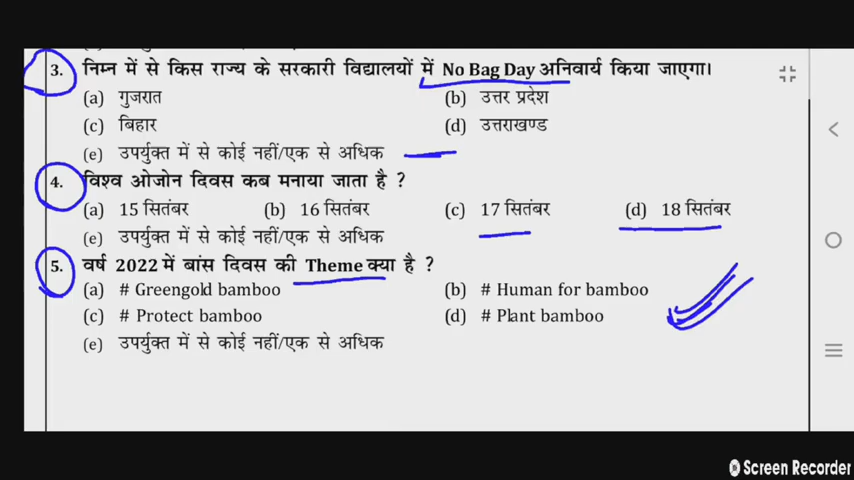 3. निम्न में से किस राज्य के सरकारी विद्यालयों में No Bag Day अनिवार्य किया जाएगा।
(a) गुजरात (b) उत्तर प्रदेश
(c) बिहार (d) उत्तराखण्ड
(e) उपर्युक्त में से कोई नहीं/एक से अधिक
4. विश्व ओजोन दिवस कब मनाया जाता है ?
(a) 15 सितंबर (b) 16 सितंबर (c) 17 सितंबर (d) 18 सितंबर
(e) उपर्युक्त में से कोई नहीं/एक से अधिक
5. वर्ष 2022 में बांस दिवस की Theme क्या है ?
(a) # Greengold bamboo (b) # Human for bamboo
(c) # Protect bamboo (d) # Plant bamboo
(e) उपर्युक्त में से कोई नहीं/एक से अधिक
Screen Recorder